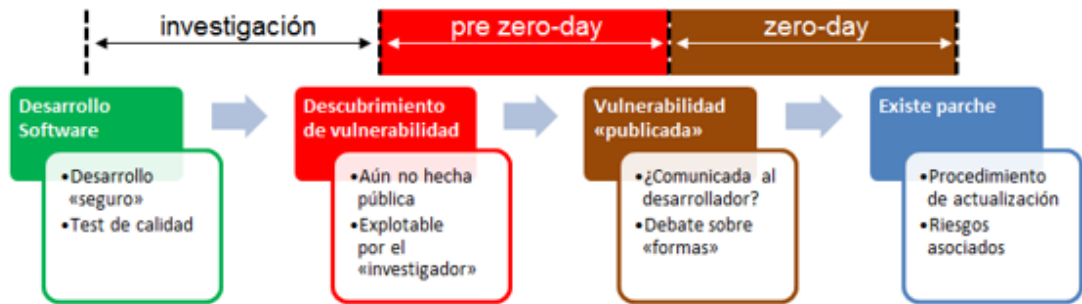 investigación
pre zero-day
zero-day
Desarrollo
Software
•Desarrollo
«seguro»
•Test de calidad
Descubrimiento
de vulnerabilidad
•Aún no hecha
pública
•Explotable
por el
«investigador»
Vulnerabilidad
«publicada»
•¿Comunicada al
desarrollador?
•Debate sobre
«formas»
Existe parche
•Procedimiento
de actualización
•Riesgos
asociados